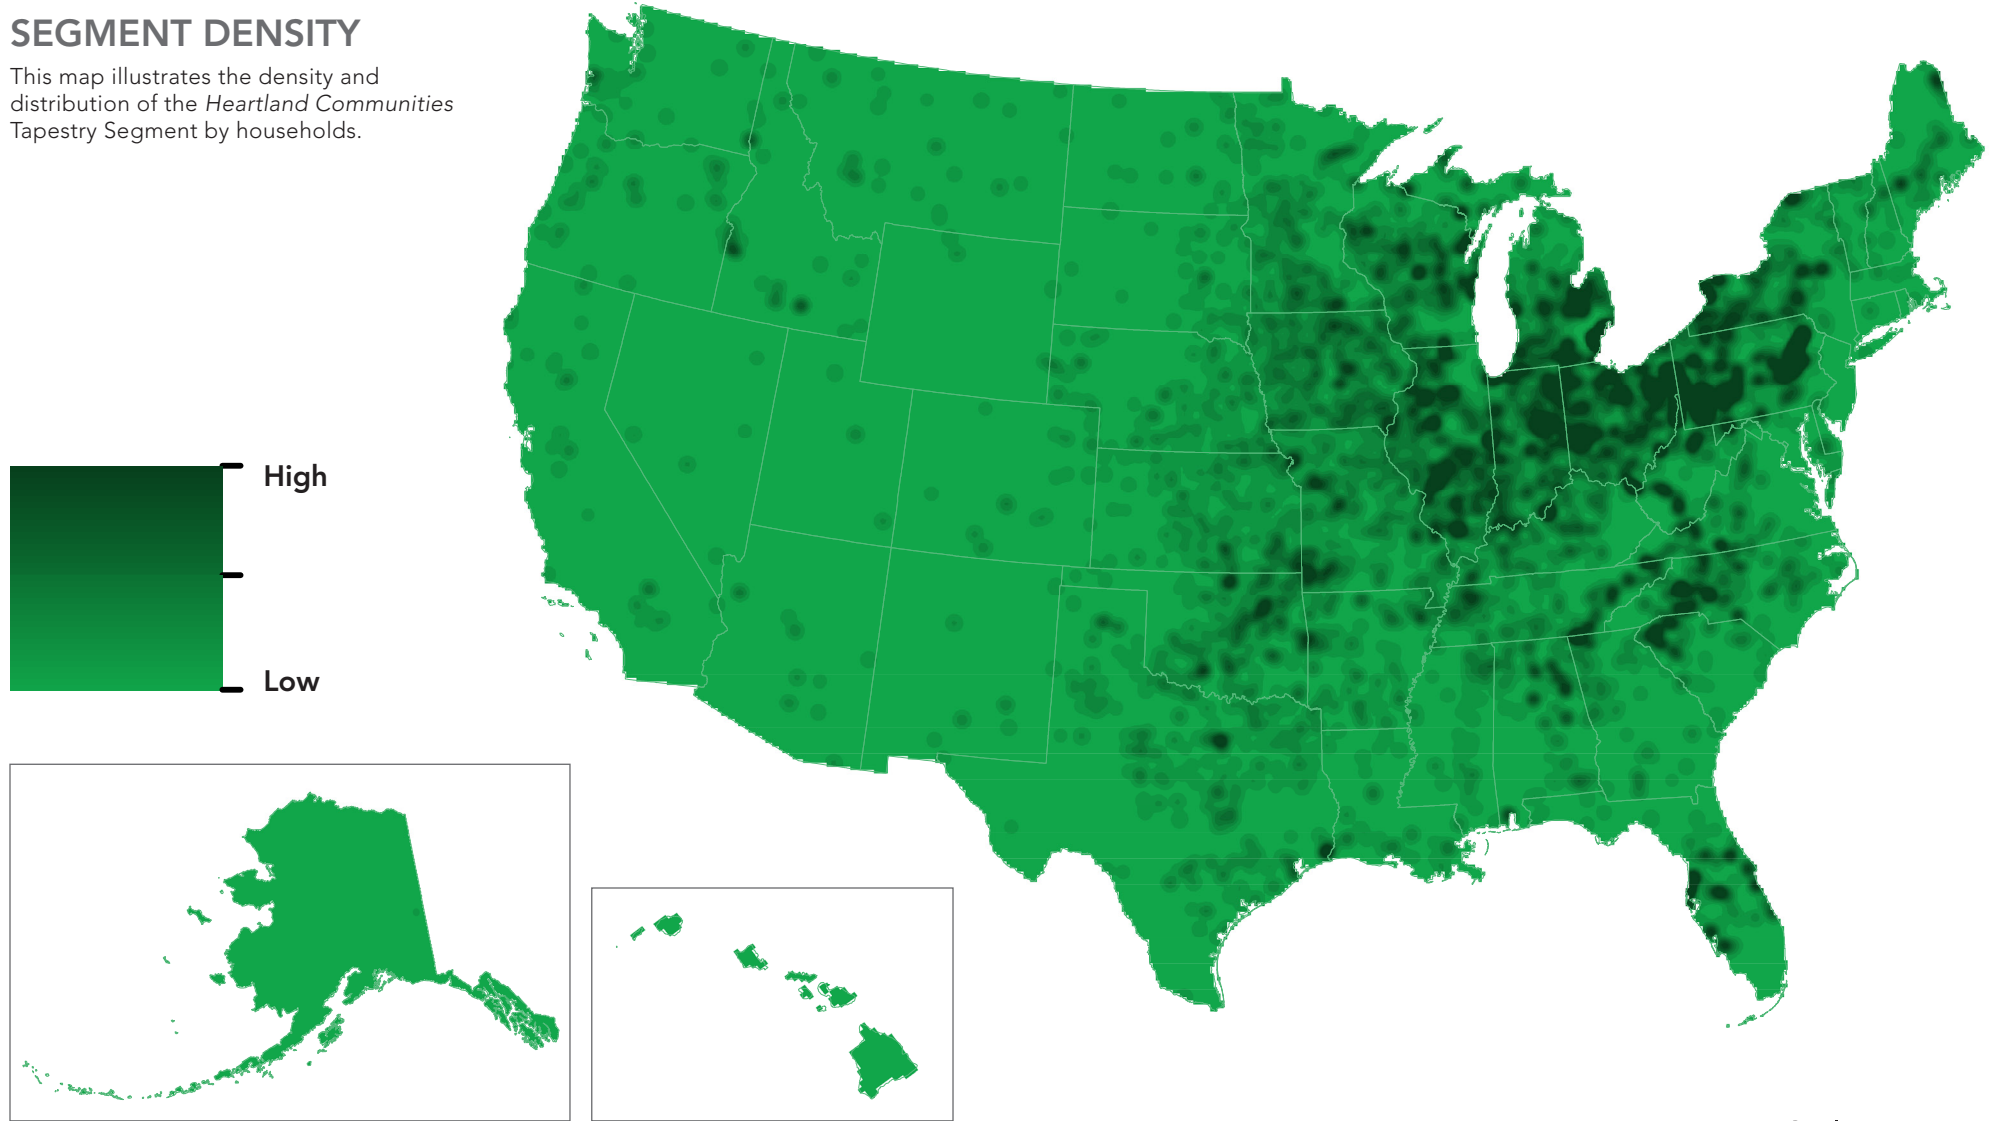 SEGMENT DENSITY
This map illustrates the density and
distribution of the Heartland Communities
Tapestry Segment by households.
High
Low